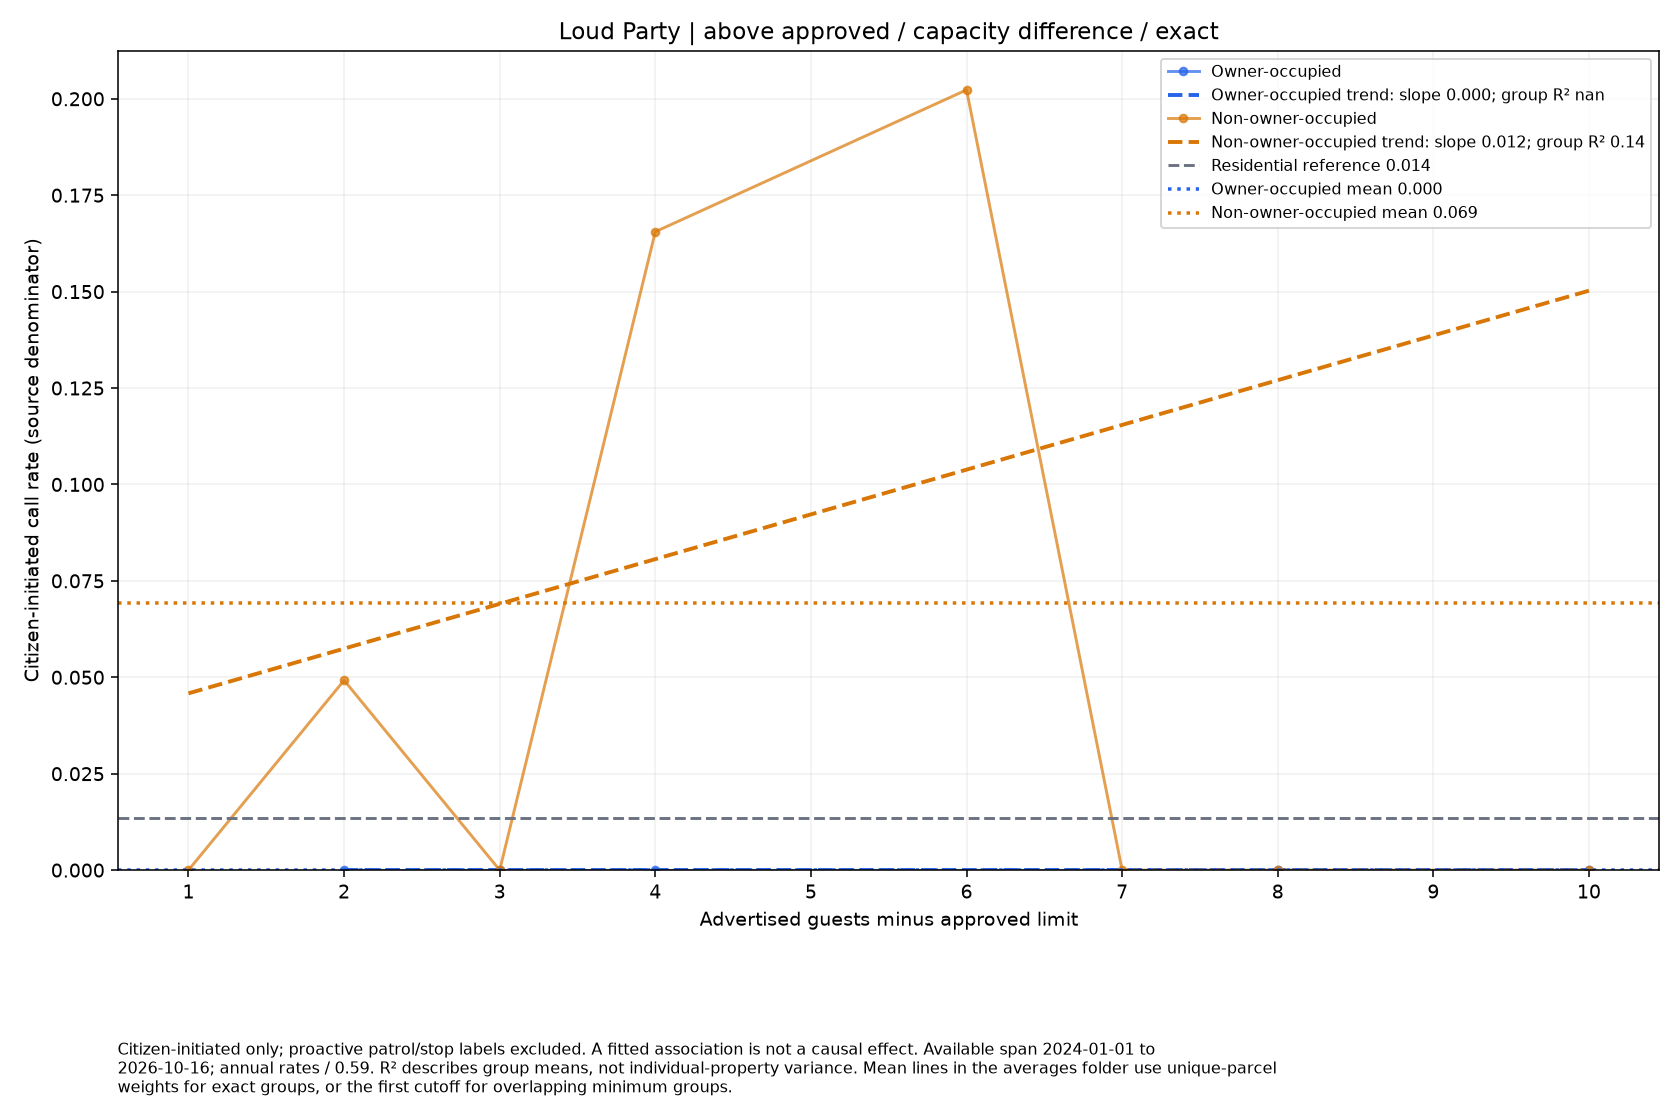 Loud Party | above approved / capacity difference / exact
Owner-occupied
Owner-occupied trend: slope 0.000; group R² nan
Non-owner-occupied
Non-owner-occupied trend: slope 0.012; group R² 0.14
Residential reference 0.014
Owner-occupied mean 0.000
Non-owner-occupied mean 0.069
Citizen-initiated call rate (source denominator)
0.200
0.175
0.150
0.125
0.100
0.075
0.050
0.025
0.000
1 2 3 4 5 6 7 8 9 10
Advertised guests minus approved limit
Citizen-initiated only; proactive patrol/stop labels excluded. A fitted association is not a causal effect. Available span 2024-01-01 to
2026-10-16; annual rates / 0.59. R² describes group means, not individual-property variance. Mean lines in the averages folder use unique-parcel
weights for exact groups, or the first cutoff for overlapping minimum groups.